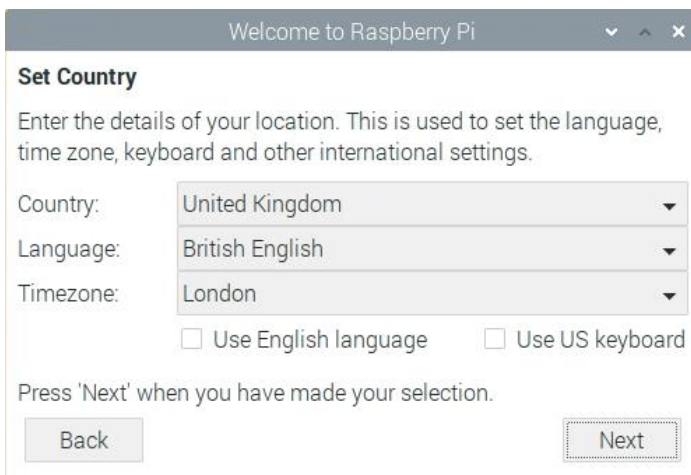 Welcome to Raspberry Pi
Set Country
Enter the details of your location. This is used to set the language,
time zone, keyboard and other international settings.
Country: United Kingdom
Language: British English
Timezone: London
Use English language Use US keyboard
Press 'Next' when you have made your selection.
Back Next